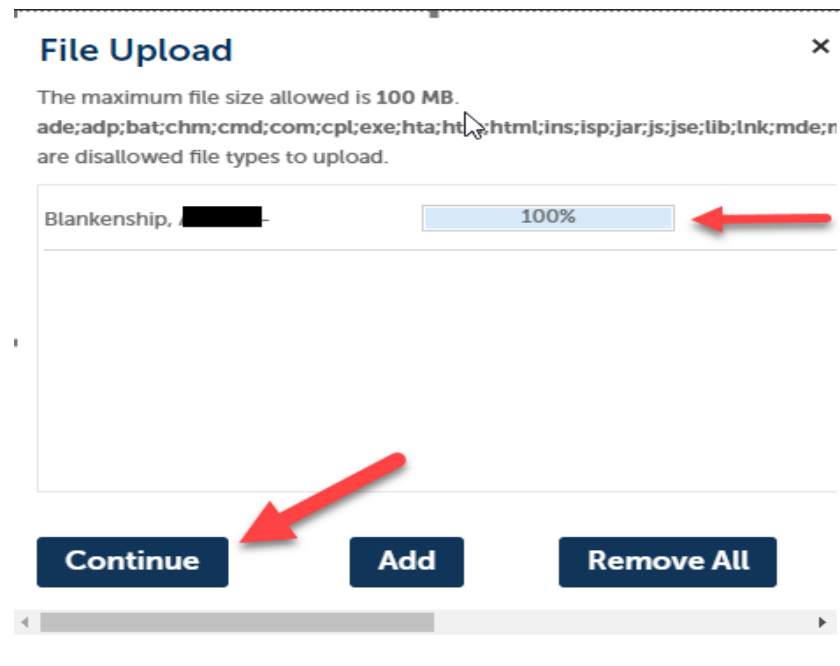 File Upload ×
The maximum file size allowed is 100 MB.
ade;adp;bat;chm;cmd;com;cpl;exe;hta;ht ;html;ins;isp;jar;js;jse;lib;lnk;mde;
are disallowed file types to upload.
Blankenship, - 100%
Continue Add Remove All